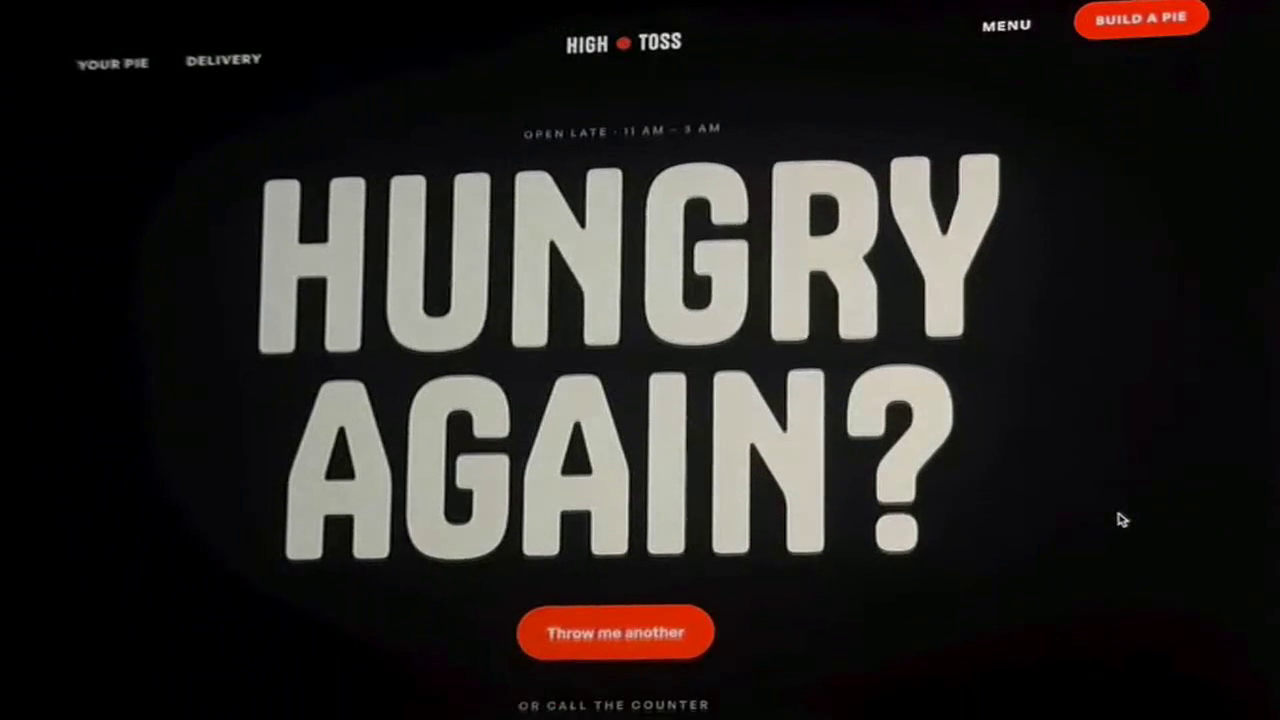 YOUR PIE
DELIVERY
HIGH TOSS
MENU
BUILD A PIE
OPEN LATE · 11 AM – 3 AM
HUNGRY
AGAIN?
Throw me another
OR CALL THE COUNTER